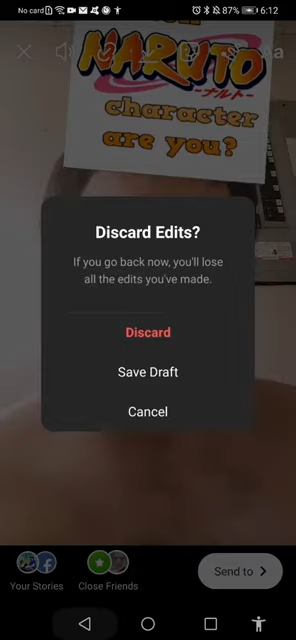 No card
87% 6:12
Aa
NARUTO
ナルト
character
are you?
Discard Edits?
If you go back now, you'll lose
all the edits you've made.
Discard
Save Draft
Cancel
Your Stories
Close Friends
Send to